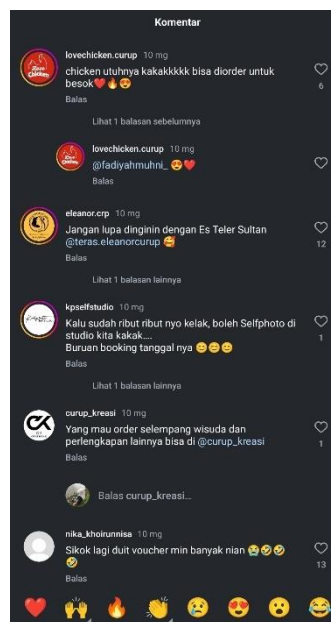 Komentar
lovechicken.curup 10 mg
chicken utuhnya kakakkkkk bisa diorder untuk
besok❤️🔥😍
6
Balas
Lihat 1 balasan sebelumnya
lovechicken.curup 10 mg
@fadiyahmuhni_ 😍❤️
Balas
eleanor.crp 10 mg
Jangan lupa dinginin dengan Es Teler Sultan
@teras.eleanorcurup 🥰
12
Balas
Lihat 1 balasan lainnya
kpselfstudio 10 mg
Kalu sudah ribut ribut nyo kelak, boleh Selfphoto di
studio kita kakak....
1
Buruan booking tanggal nya 😊😊😊
Balas
Lihat 1 balasan lainnya
curup_kreasi 10 mg
Yang mau order selempang wisuda dan
perlengkapan lainnya bisa di @curup_kreasi
1
Balas
Balas curup_kreasi...
nika_khoirunnisa 10 mg
Sikok lagi duit voucher min banyak nian 😭🤣🤣
🤣
13
Balas